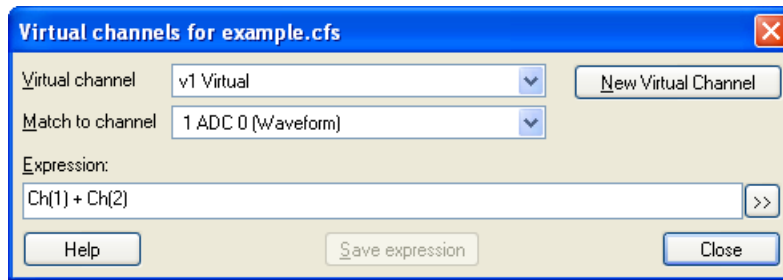 Virtual channels for example.cfs
Virtual channel
v1 Virtual
New Virtual Channel
Match to channel
1 ADC 0 (Waveform)
Expression:
Ch(1) + Ch(2)
>>
Help
Save expression
Close